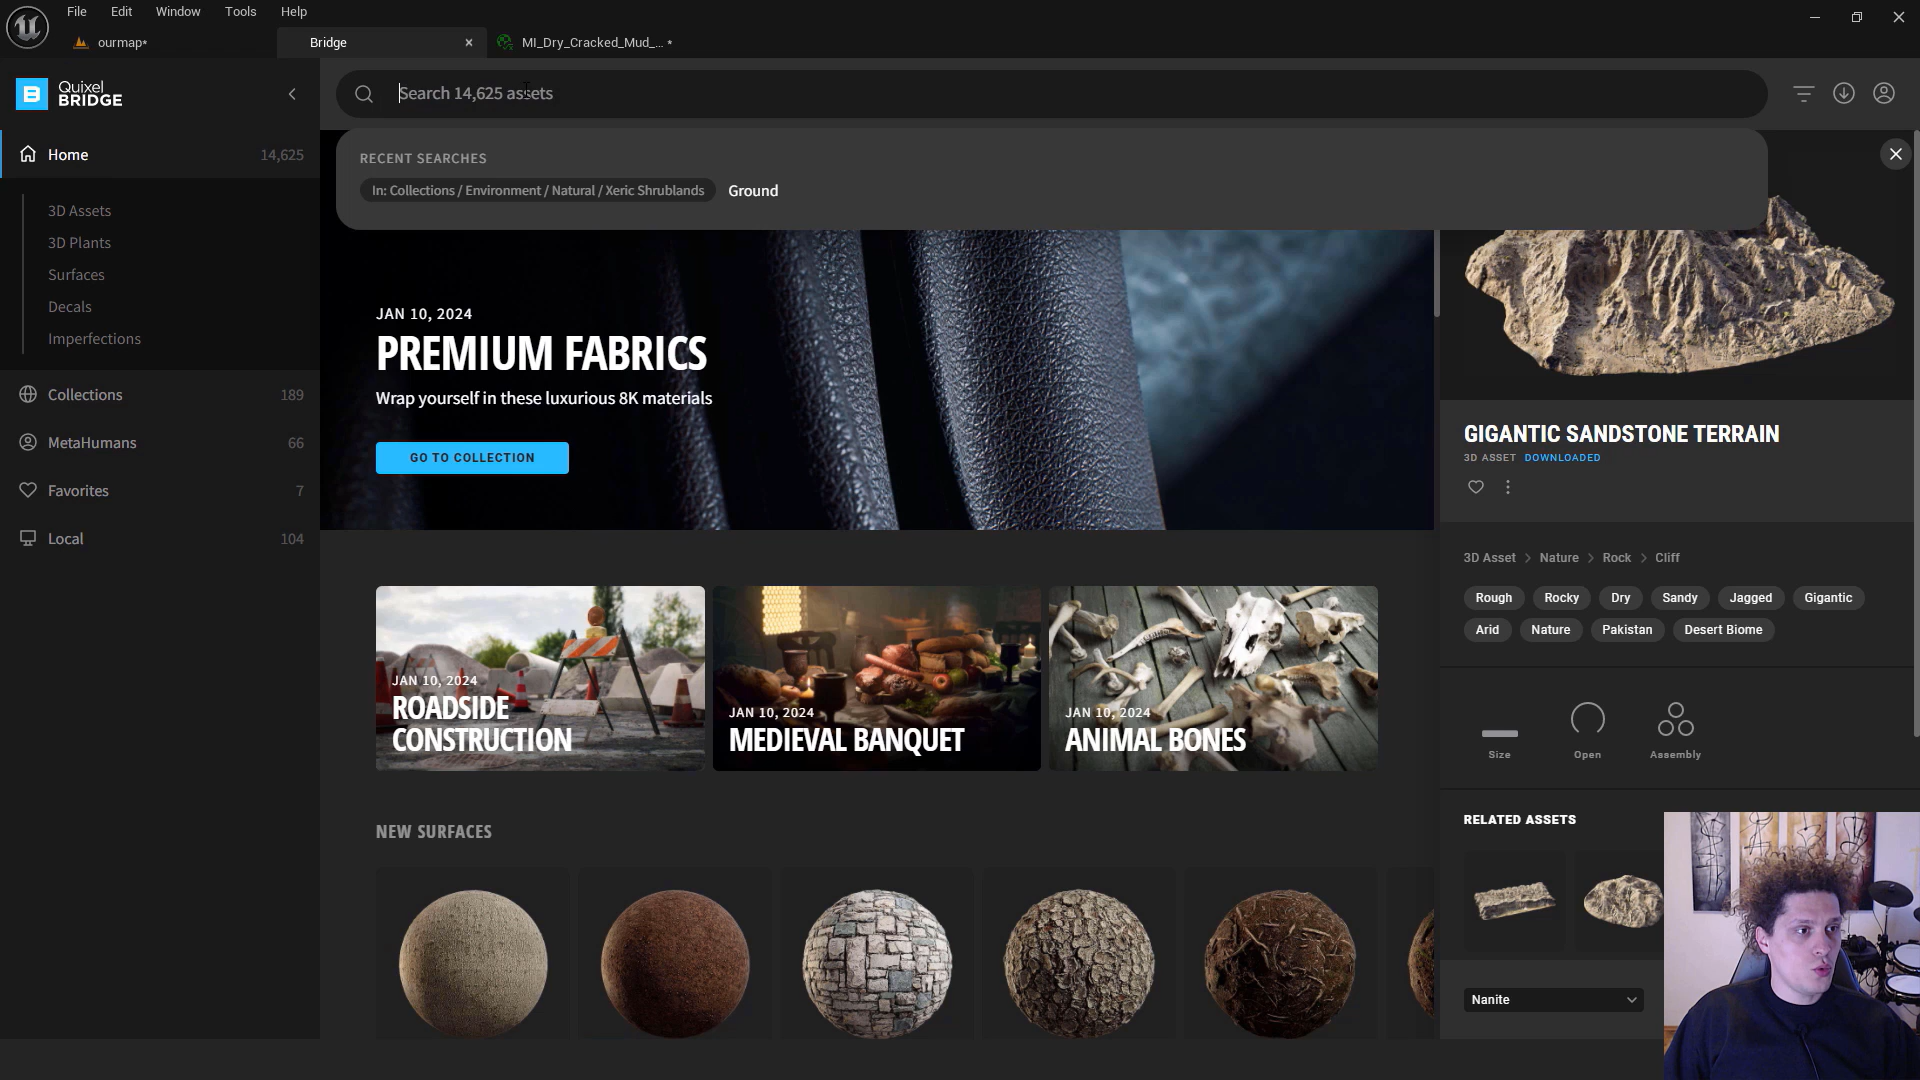 File Edit Window Tools Help
ourmap*
Bridge
MI_Dry_Cracked_Mud_... *
Quixel
BRIDGE
B
Search 14,625 assets
RECENT SEARCHES
In: Collections / Environment / Natural / Xeric Shrublands Ground
Home 14,625
3D Assets
3D Plants
Surfaces
Decals
Imperfections
Collections 189
MetaHumans 66
Favorites 7
Local 104
JAN 10, 2024
PREMIUM FABRICS
Wrap yourself in these luxurious 8K materials
GO TO COLLECTION
JAN 10, 2024
ROADSIDE
CONSTRUCTION
JAN 10, 2024
MEDIEVAL BANQUET
JAN 10, 2024
ANIMAL BONES
NEW SURFACES
GIGANTIC SANDSTONE TERRAIN
3D ASSET DOWNLOADED
3D Asset > Nature > Rock > Cliff
Rough Rocky Dry Sandy Jagged Gigantic
Arid Nature Pakistan Desert Biome
Size Open Assembly
RELATED ASSETS
Nanite